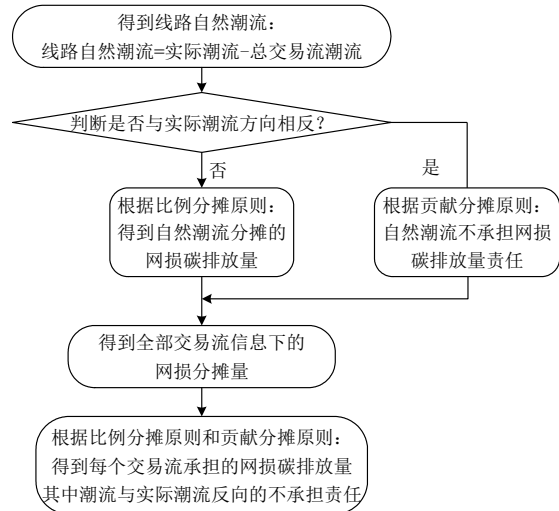 得到线路自然潮流：
线路自然潮流=实际潮流-总交易流潮流
判断是否与实际潮流方向相反？
否
是
根据比例分摊原则：
得到自然潮流分摊的
网损碳排放量
根据贡献分摊原则：
自然潮流不承担网损
碳排放量责任
得到全部交易流信息下的
网损分摊量
根据比例分摊原则和贡献分摊原则：
得到每个交易流承担的网损碳排放量
其中潮流与实际潮流反向的不承担责任